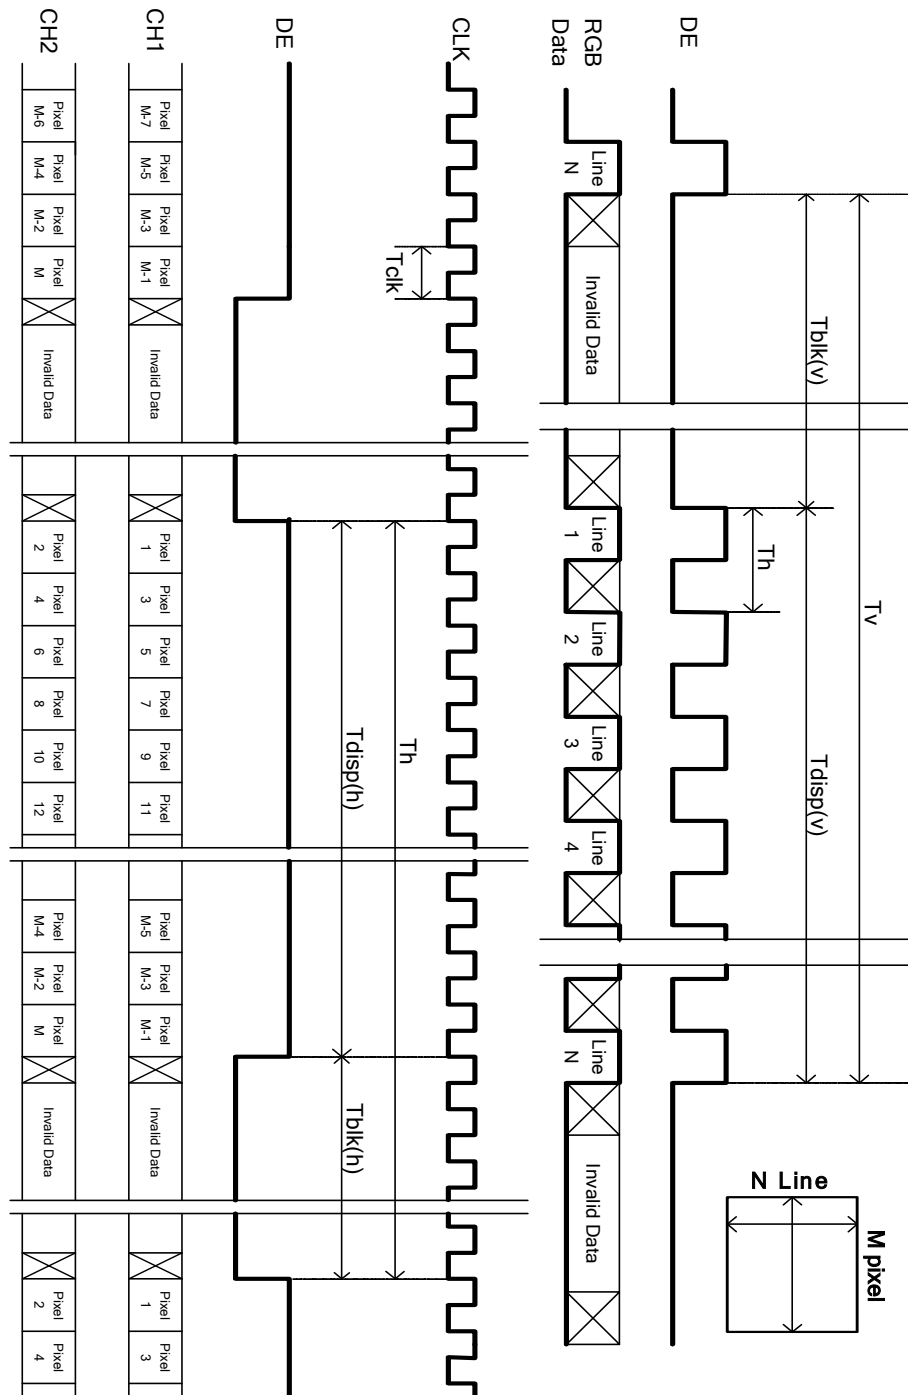 Tv
Tblk(v)
Tdisp(v)
Th
DE
RGB
Data
Line
N
Invalid Data
Line
1
Line
2
Line
3
Line
4
Line
N
Invalid Data
N Line
M pixel
CLK
Tclk
Th
Tdisp(h)
Tblk(h)
DE
CH1
Pixel
M-7
Pixel
M-5
Pixel
M-3
Pixel
M-1
Invalid Data
Pixel
1
Pixel
3
Pixel
5
Pixel
7
Pixel
9
Pixel
11
Pixel
M-5
Pixel
M-3
Pixel
M-1
Invalid Data
Pixel
1
Pixel
3
CH2
Pixel
M-6
Pixel
M-4
Pixel
M-2
Pixel
M
Invalid Data
Pixel
2
Pixel
4
Pixel
6
Pixel
8
Pixel
10
Pixel
12
Pixel
M-4
Pixel
M-2
Pixel
M
Invalid Data
Pixel
2
Pixel
4